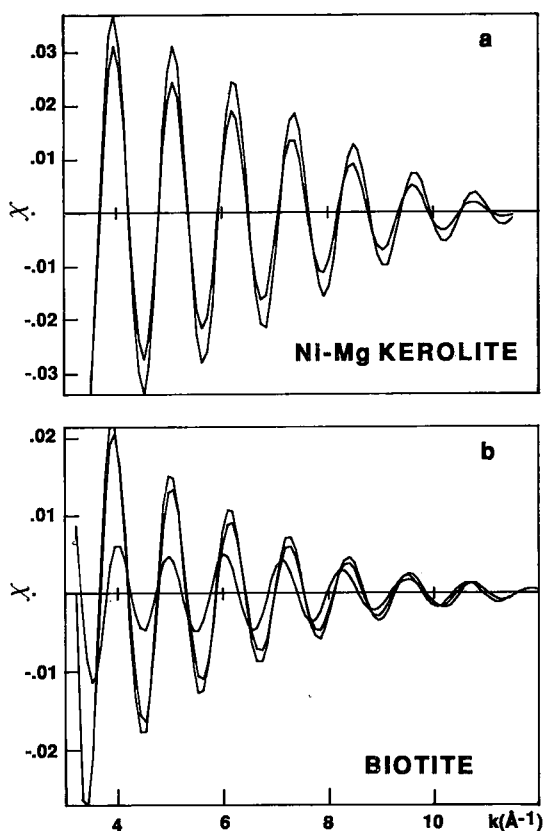 a
.03
.02
.01
χ
-.01
-.02
-.03
Ni-Mg KEROLITE
b
.02
.01
χ
-.01
-.02
BIOTITE
4 6 8 10 k(Å-1)